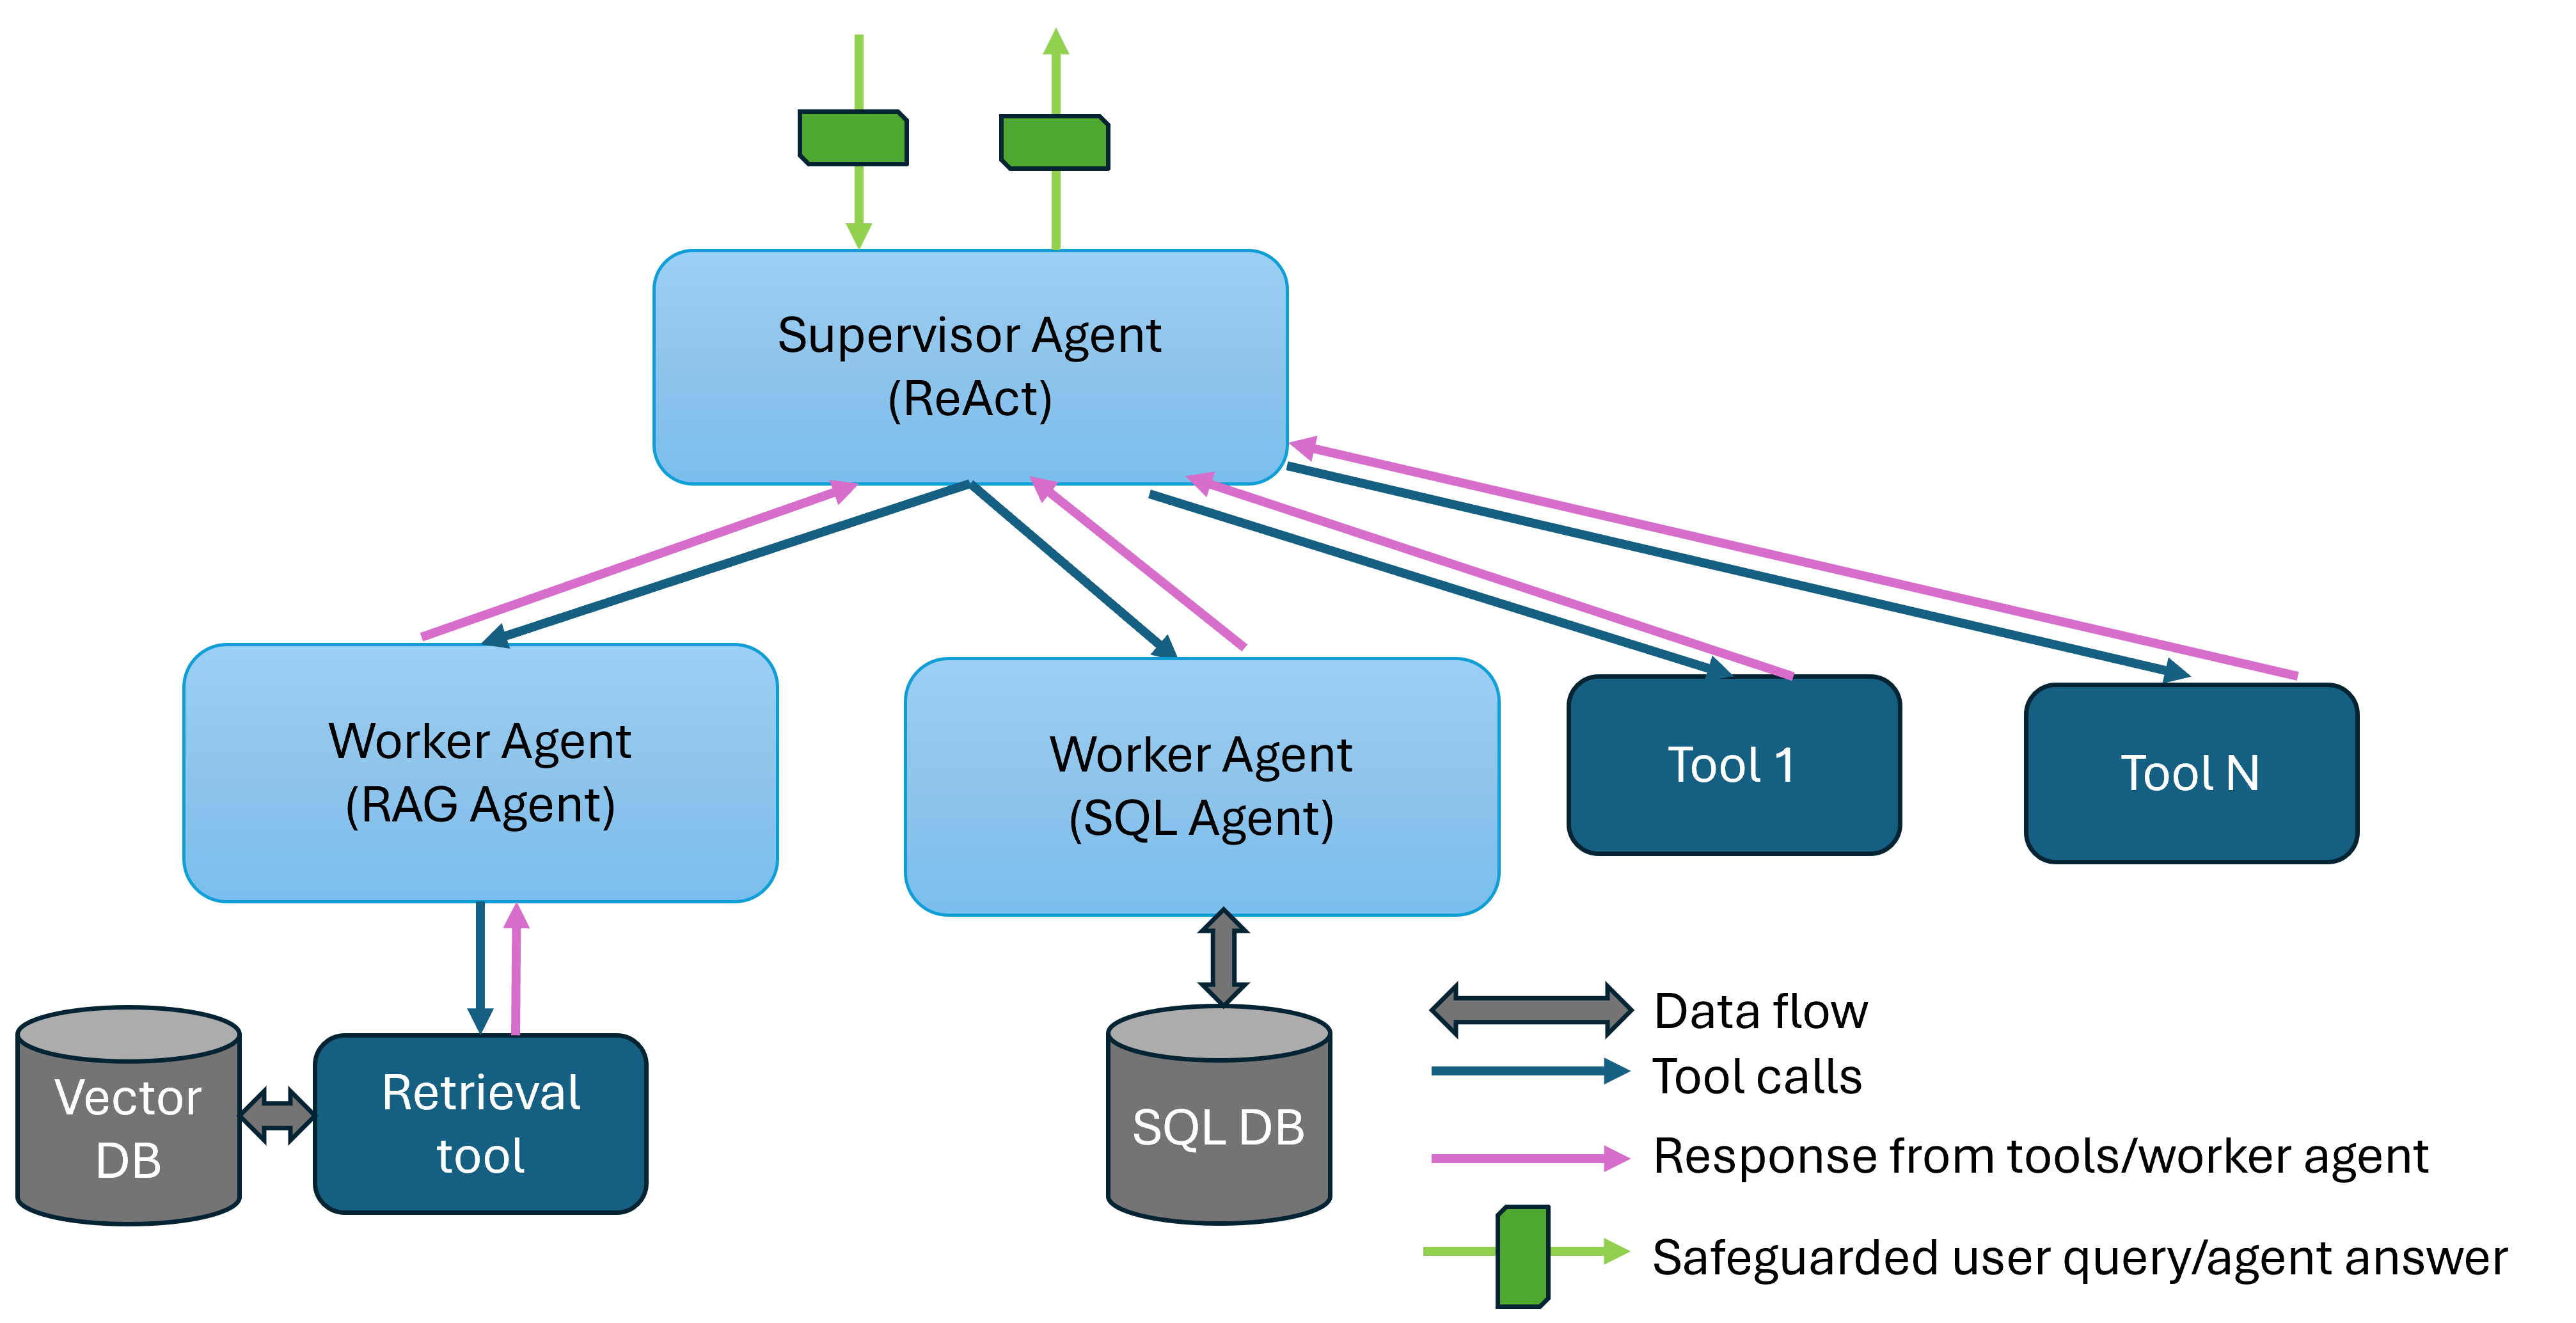 Supervisor Agent
(ReAct)
Worker Agent
(RAG Agent)
Worker Agent
(SQL Agent)
Tool 1
Tool N
Vector
DB
Retrieval
tool
SQL DB
Data flow
Tool calls
Response from tools/worker agent
Safeguarded user query/agent answer